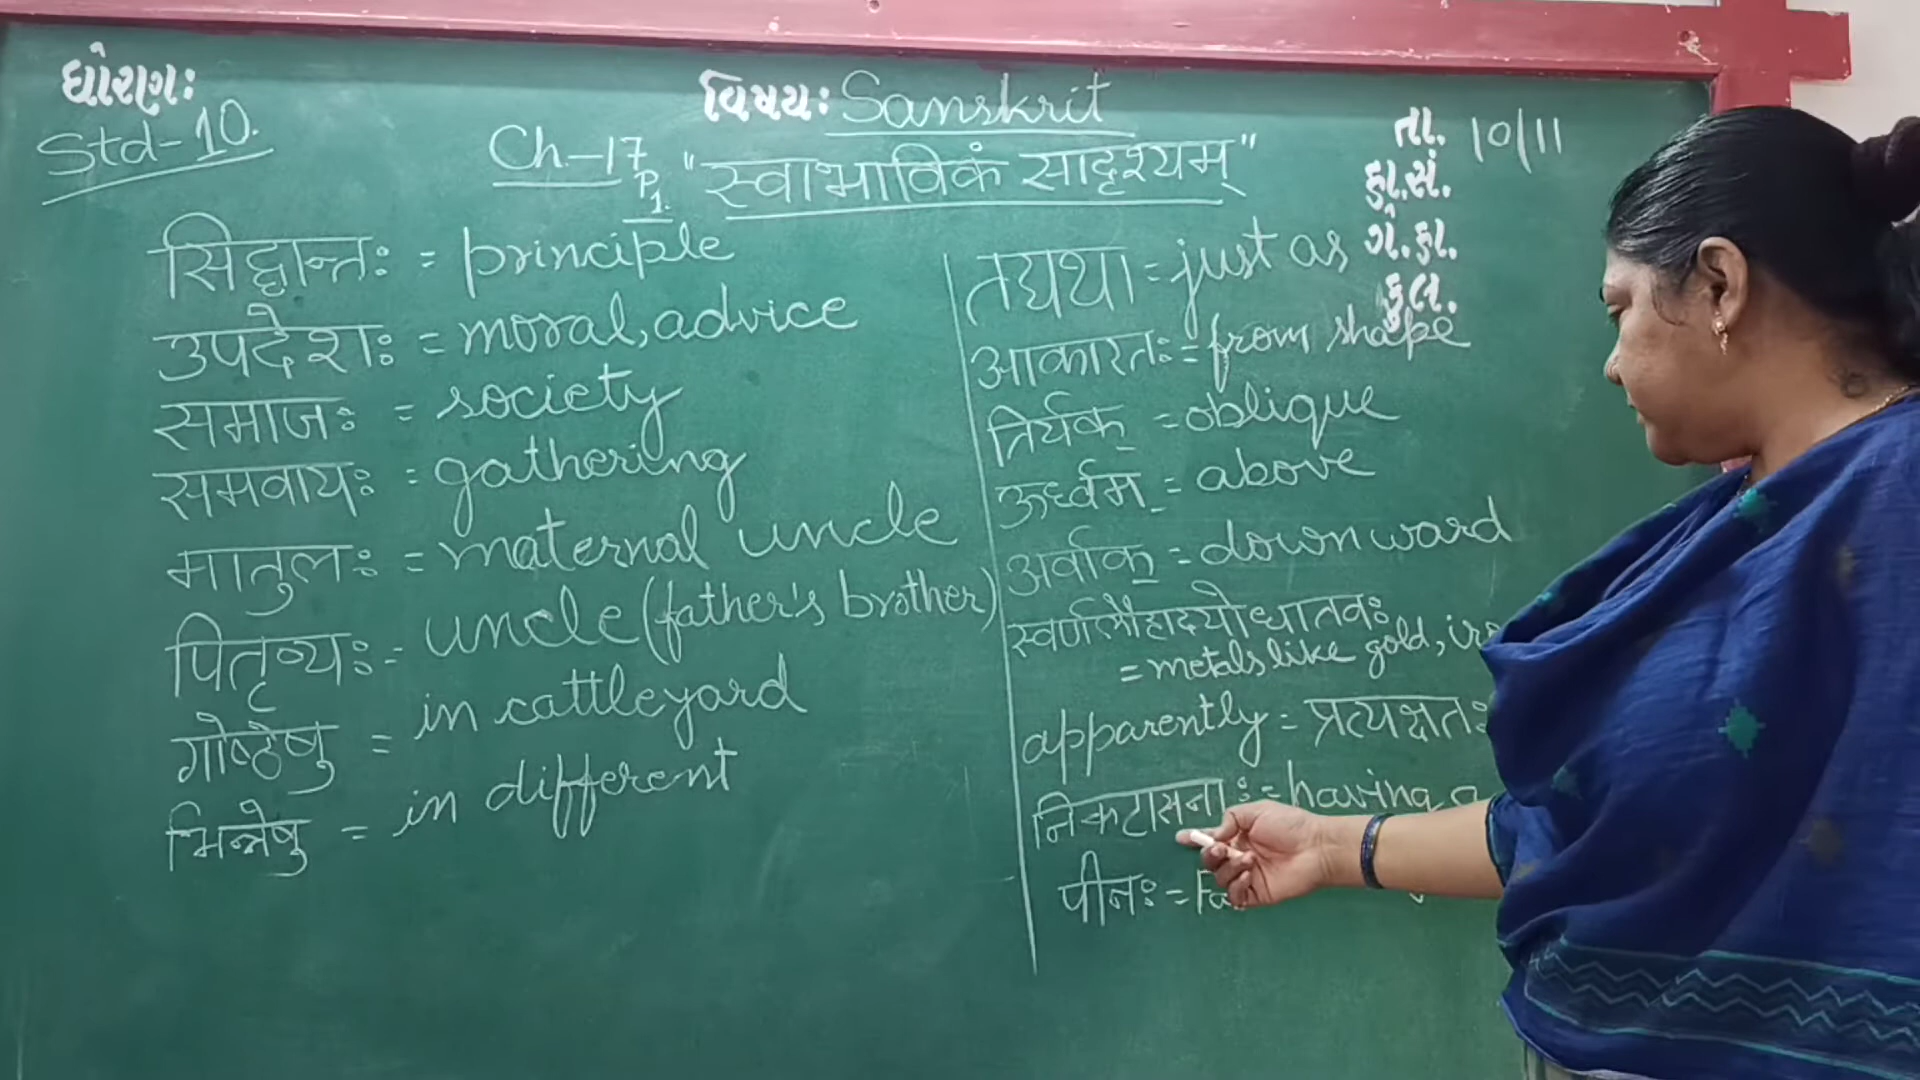 ધોરણઃ
વિષયઃ Sanskrit
Std-10.
Ch.-17 "स्वाभाविकं सादृश्यम्"
P.1.
તા. 10/11
હા.સં.
ગે.હા.
કુલ.
सिद्धान्तः = principle
उपदेशः = moral, advice
समाजः = society
समवायः = gathering
मातुलः = maternal uncle
पितृव्यः = uncle (father's brother)
गोष्ठेषु = in cattleyard
भिन्नेषु = in different
तद्यथा = just as
आकारतः = from shape
तिर्यक् = oblique
ऊर्ध्वम् = above
अर्वाक् = downward
स्वर्णलौहादयो धातवः
= metals like gold,
apparently = प्रत्यक्षतः
निकटासनाः = having a
पीनः =